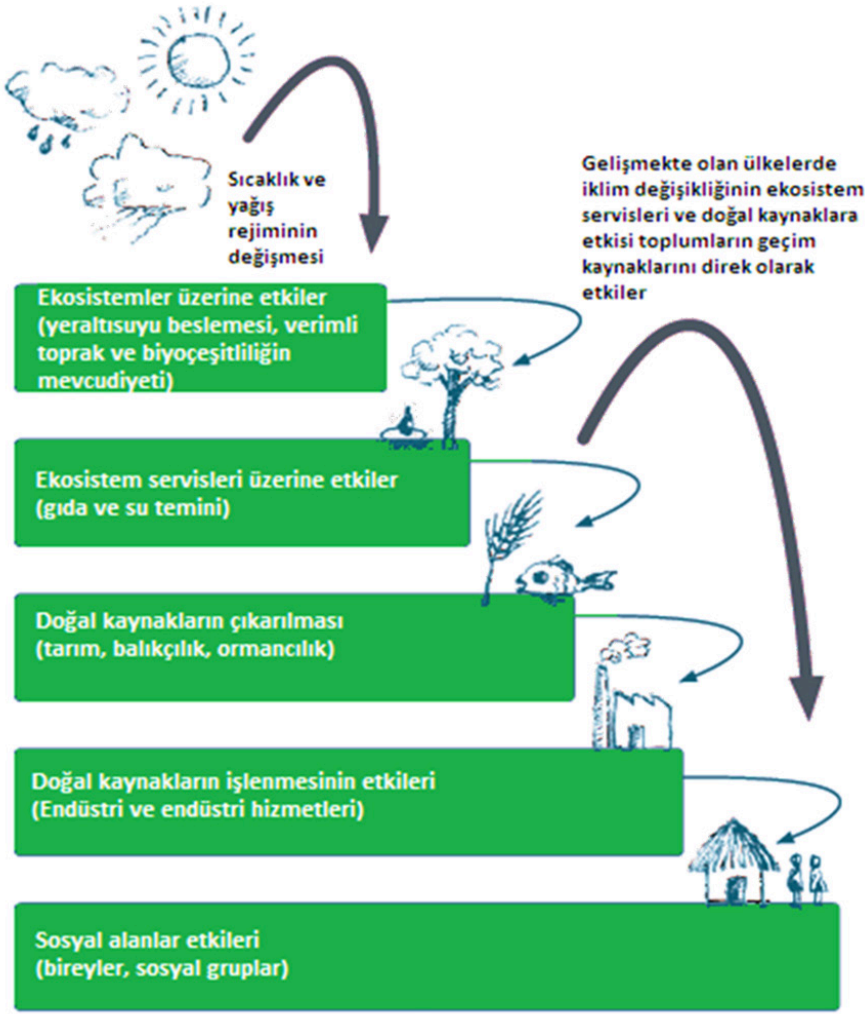 Sıcaklık ve
yağış
rejiminin
değişmesi
Gelişmekte olan ülkelerde
iklim değişikliğinin ekosistem
servisleri ve doğal kaynaklara
etkisi toplumların geçim
kaynaklarını direk olarak
etkiler
Ekosistemler üzerine etkiler
(yeraltısuyu beslemesi, verimli
toprak ve biyoçeşitliliğin
mevcudiyeti)
Ekosistem servisleri üzerine etkiler
(gıda ve su temini)
Doğal kaynakların çıkarılması
(tarım, balıkçılık, ormancılık)
Doğal kaynakların işlenmesinin etkileri
(Endüstri ve endüstri hizmetleri)
Sosyal alanlar etkileri
(bireyler, sosyal gruplar)